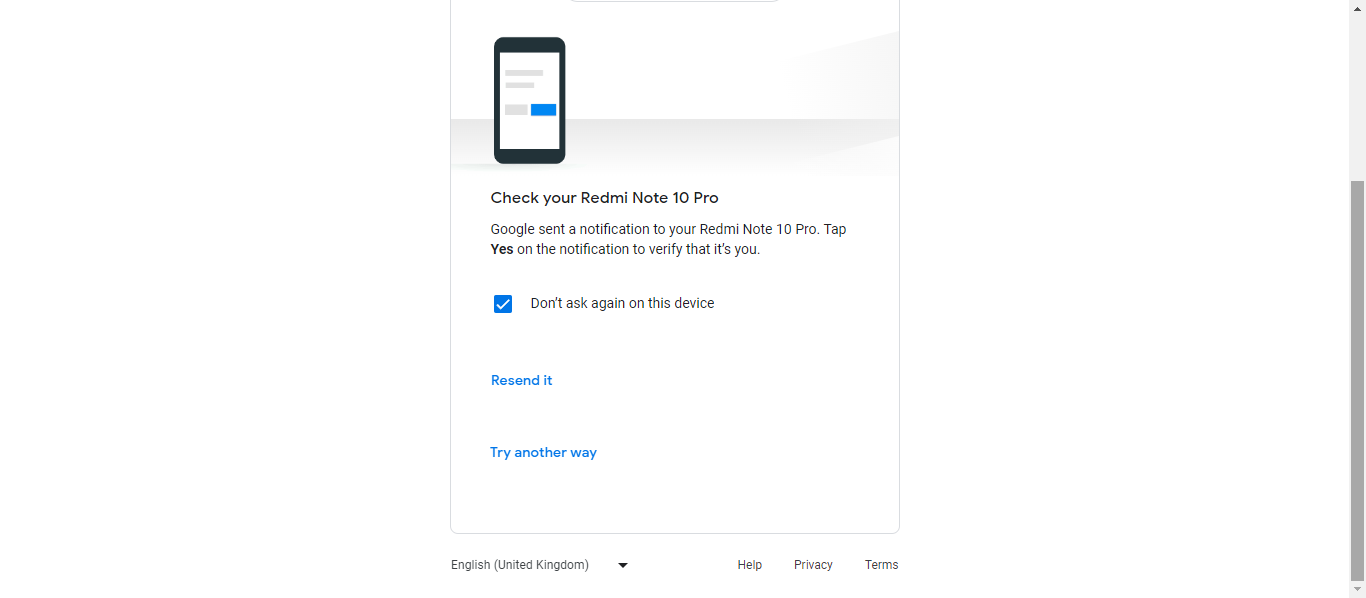 Check your Redmi Note 10 Pro
Google sent a notification to your Redmi Note 10 Pro. Tap
Yes on the notification to verify that it’s you.
Don’t ask again on this device
Resend it
Try another way
English (United Kingdom) Help Privacy Terms